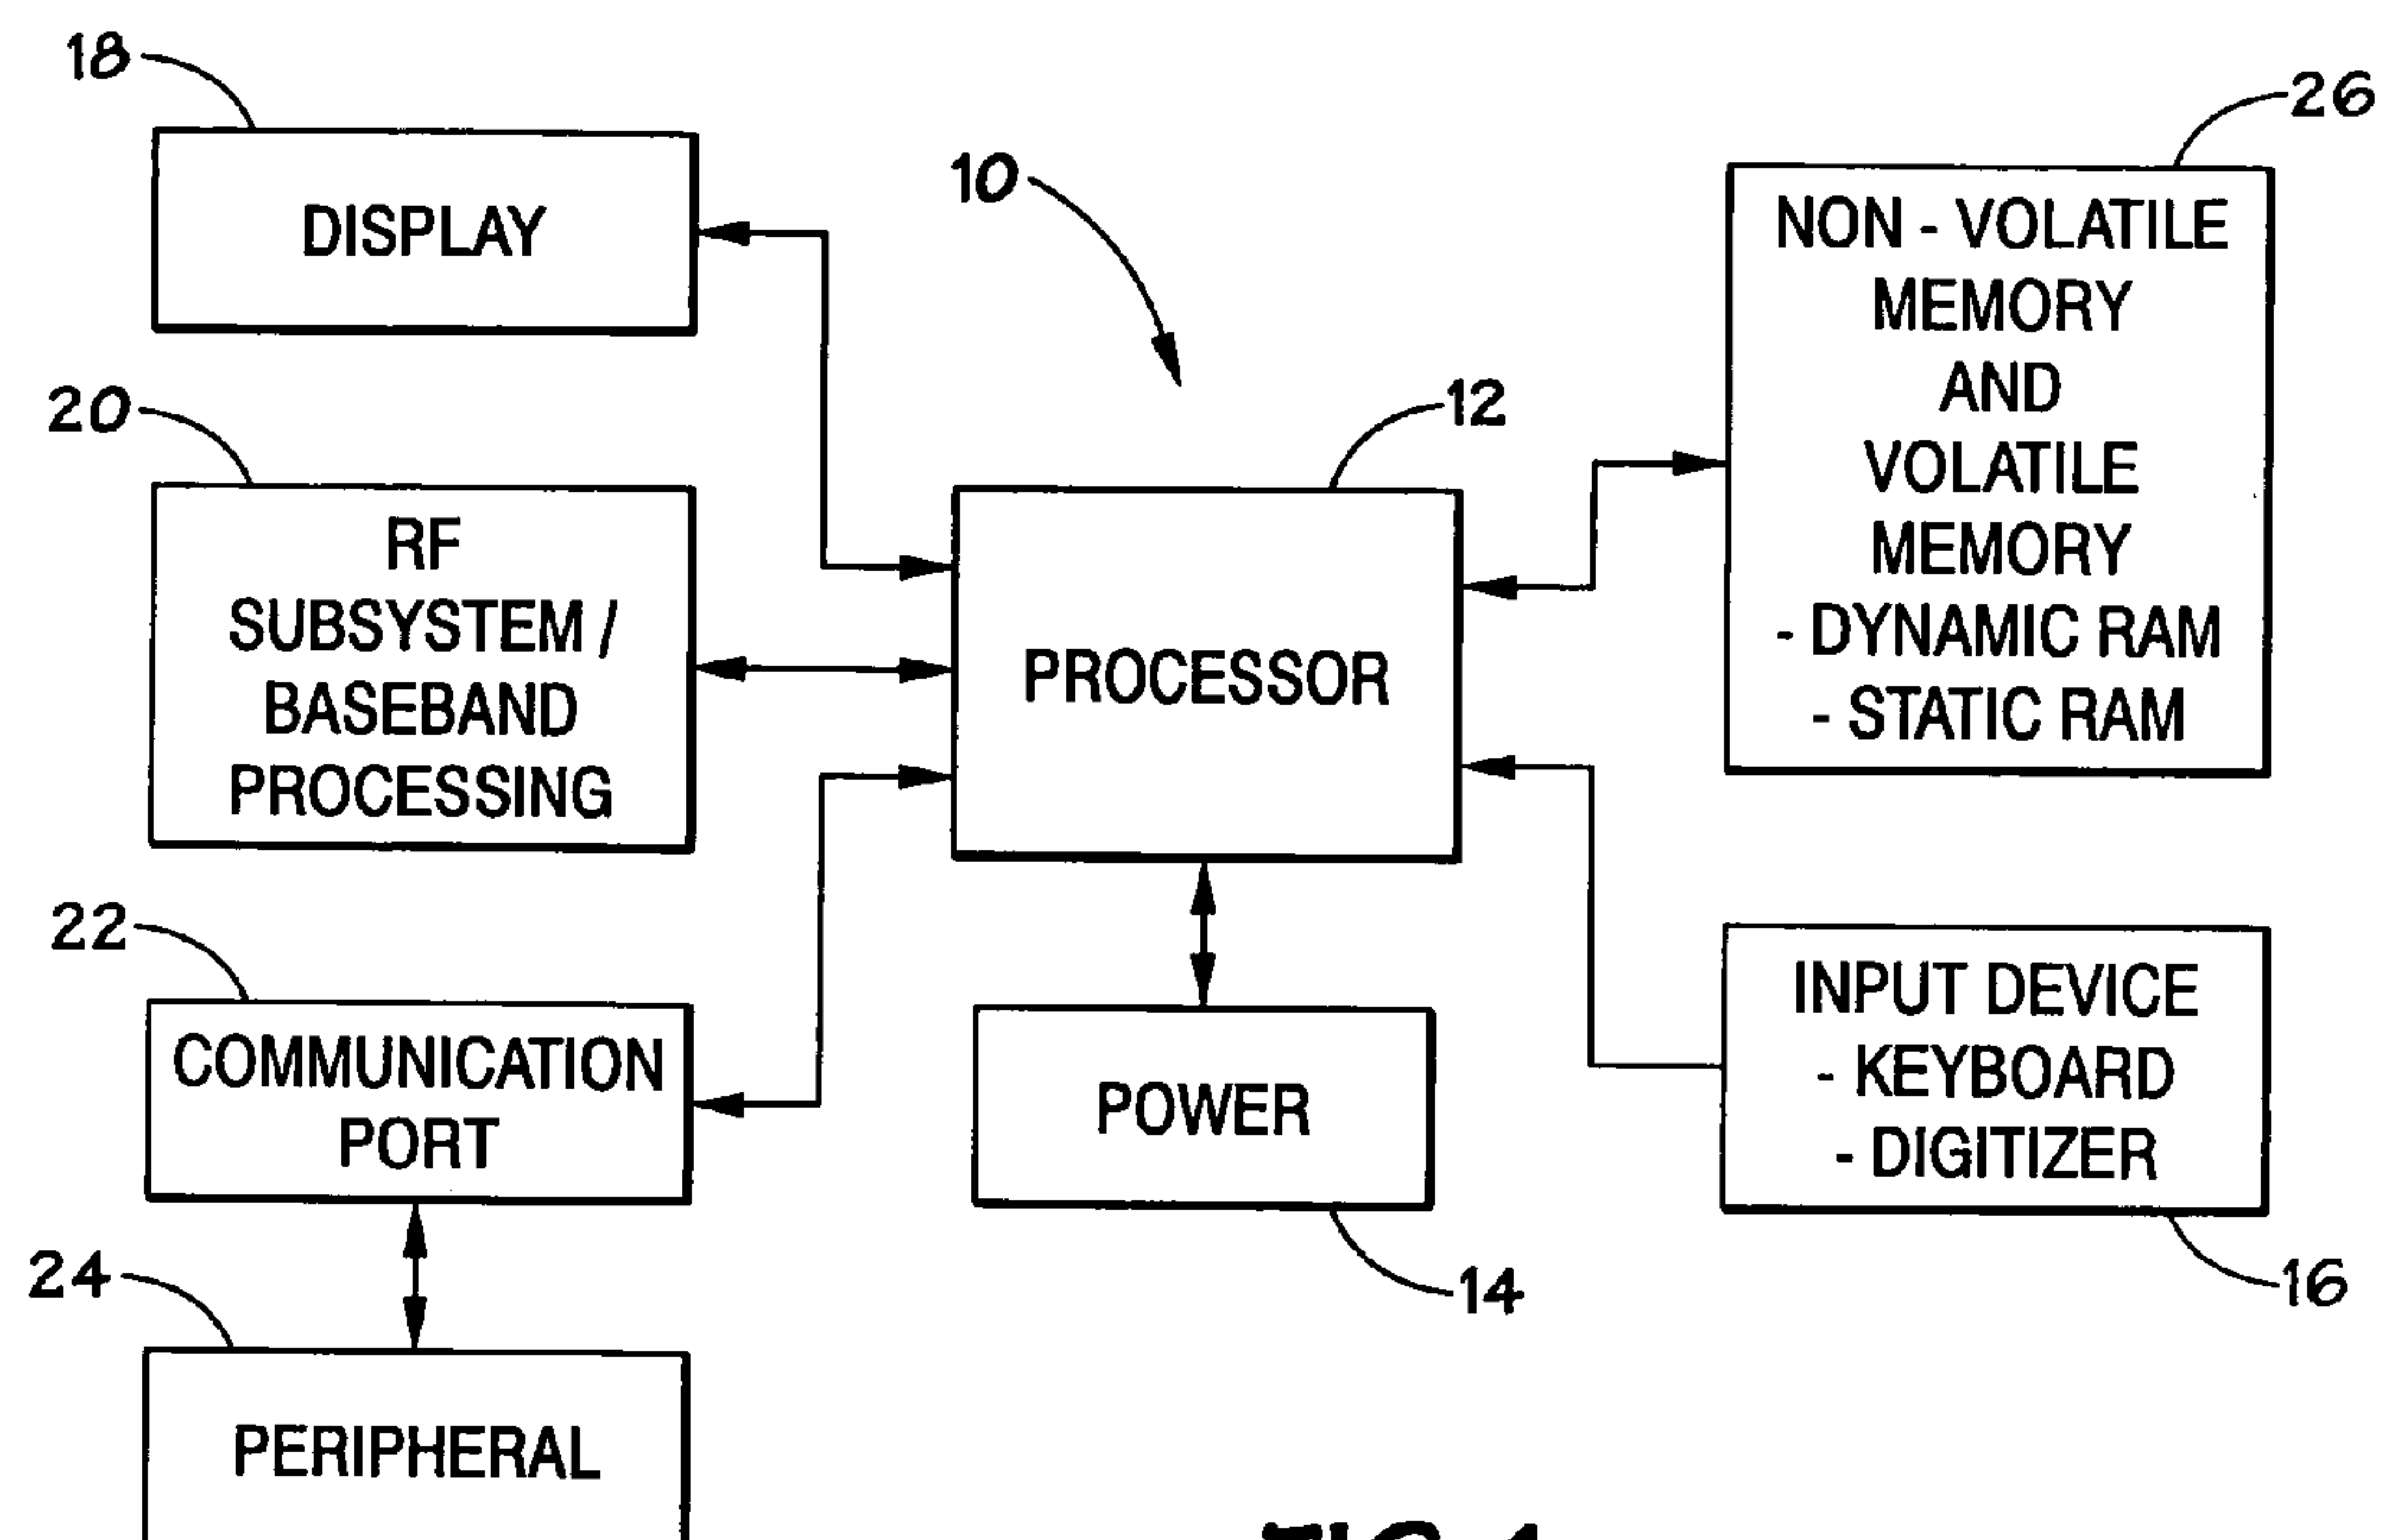 18
DISPLAY
10
26
NON - VOLATILE
MEMORY
AND
VOLATILE
MEMORY
- DYNAMIC RAM
- STATIC RAM
20
RF
SUBSYSTEM /
BASEBAND
PROCESSING
12
PROCESSOR
22
COMMUNICATION
PORT
POWER
14
INPUT DEVICE
- KEYBOARD
- DIGITIZER
16
24
PERIPHERAL